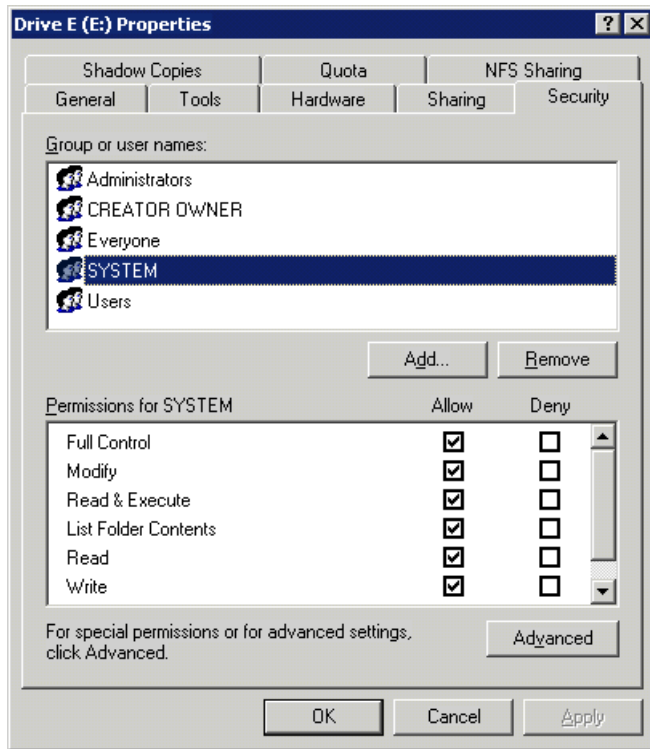 Drive E (E:) Properties
Shadow Copies Quota NFS Sharing
General Tools Hardware Sharing Security
Group or user names:
Administrators
CREATOR OWNER
Everyone
SYSTEM
Users
Add... Remove
Permissions for SYSTEM Allow Deny
Full Control
Modify
Read & Execute
List Folder Contents
Read
Write
For special permissions or for advanced settings,
click Advanced.
Advanced
OK Cancel Apply